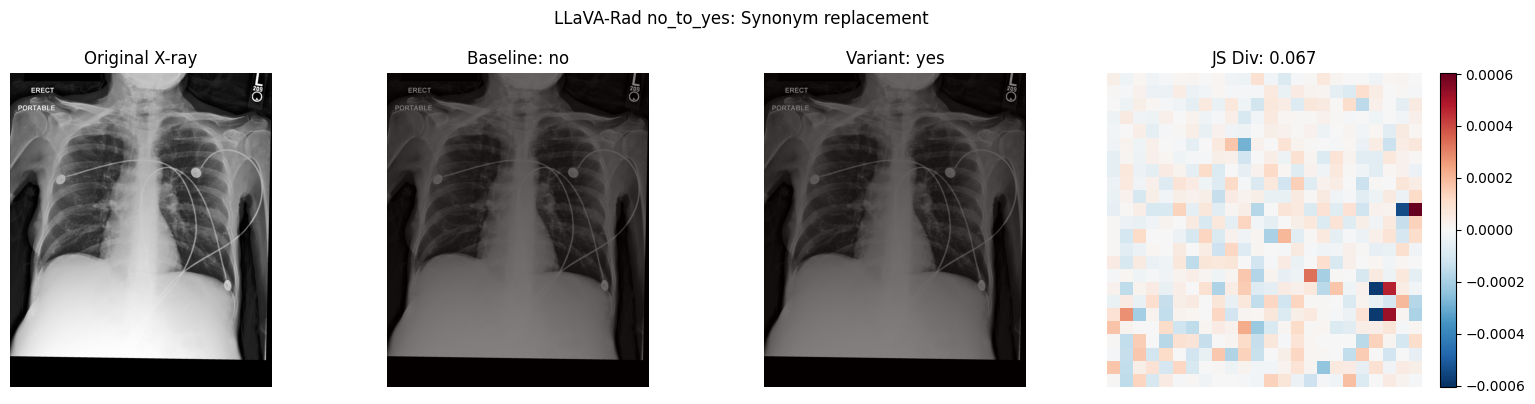 LLaVA-Rad no_to_yes: Synonym replacement
Original X-ray
Baseline: no
Variant: yes
JS Div: 0.067
ERECT
PORTABLE
L
ERECT
PORTABLE
L
ERECT
PORTABLE
L
0.0006
0.0004
0.0002
0.0000
−0.0002
−0.0004
−0.0006